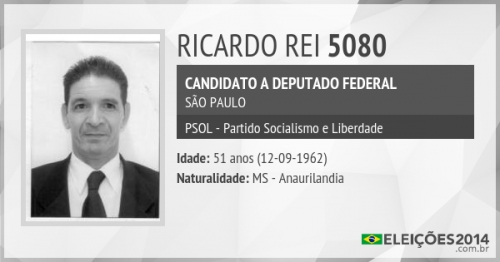 RICARDO REI 5080
CANDIDATO A DEPUTADO FEDERAL
SÃO PAULO
PSOL - Partido Socialismo e Liberdade
Idade: 51 anos (12-09-1962)
Naturalidade: MS - Anaurilandia
ELEIÇÕES2014
.com.br